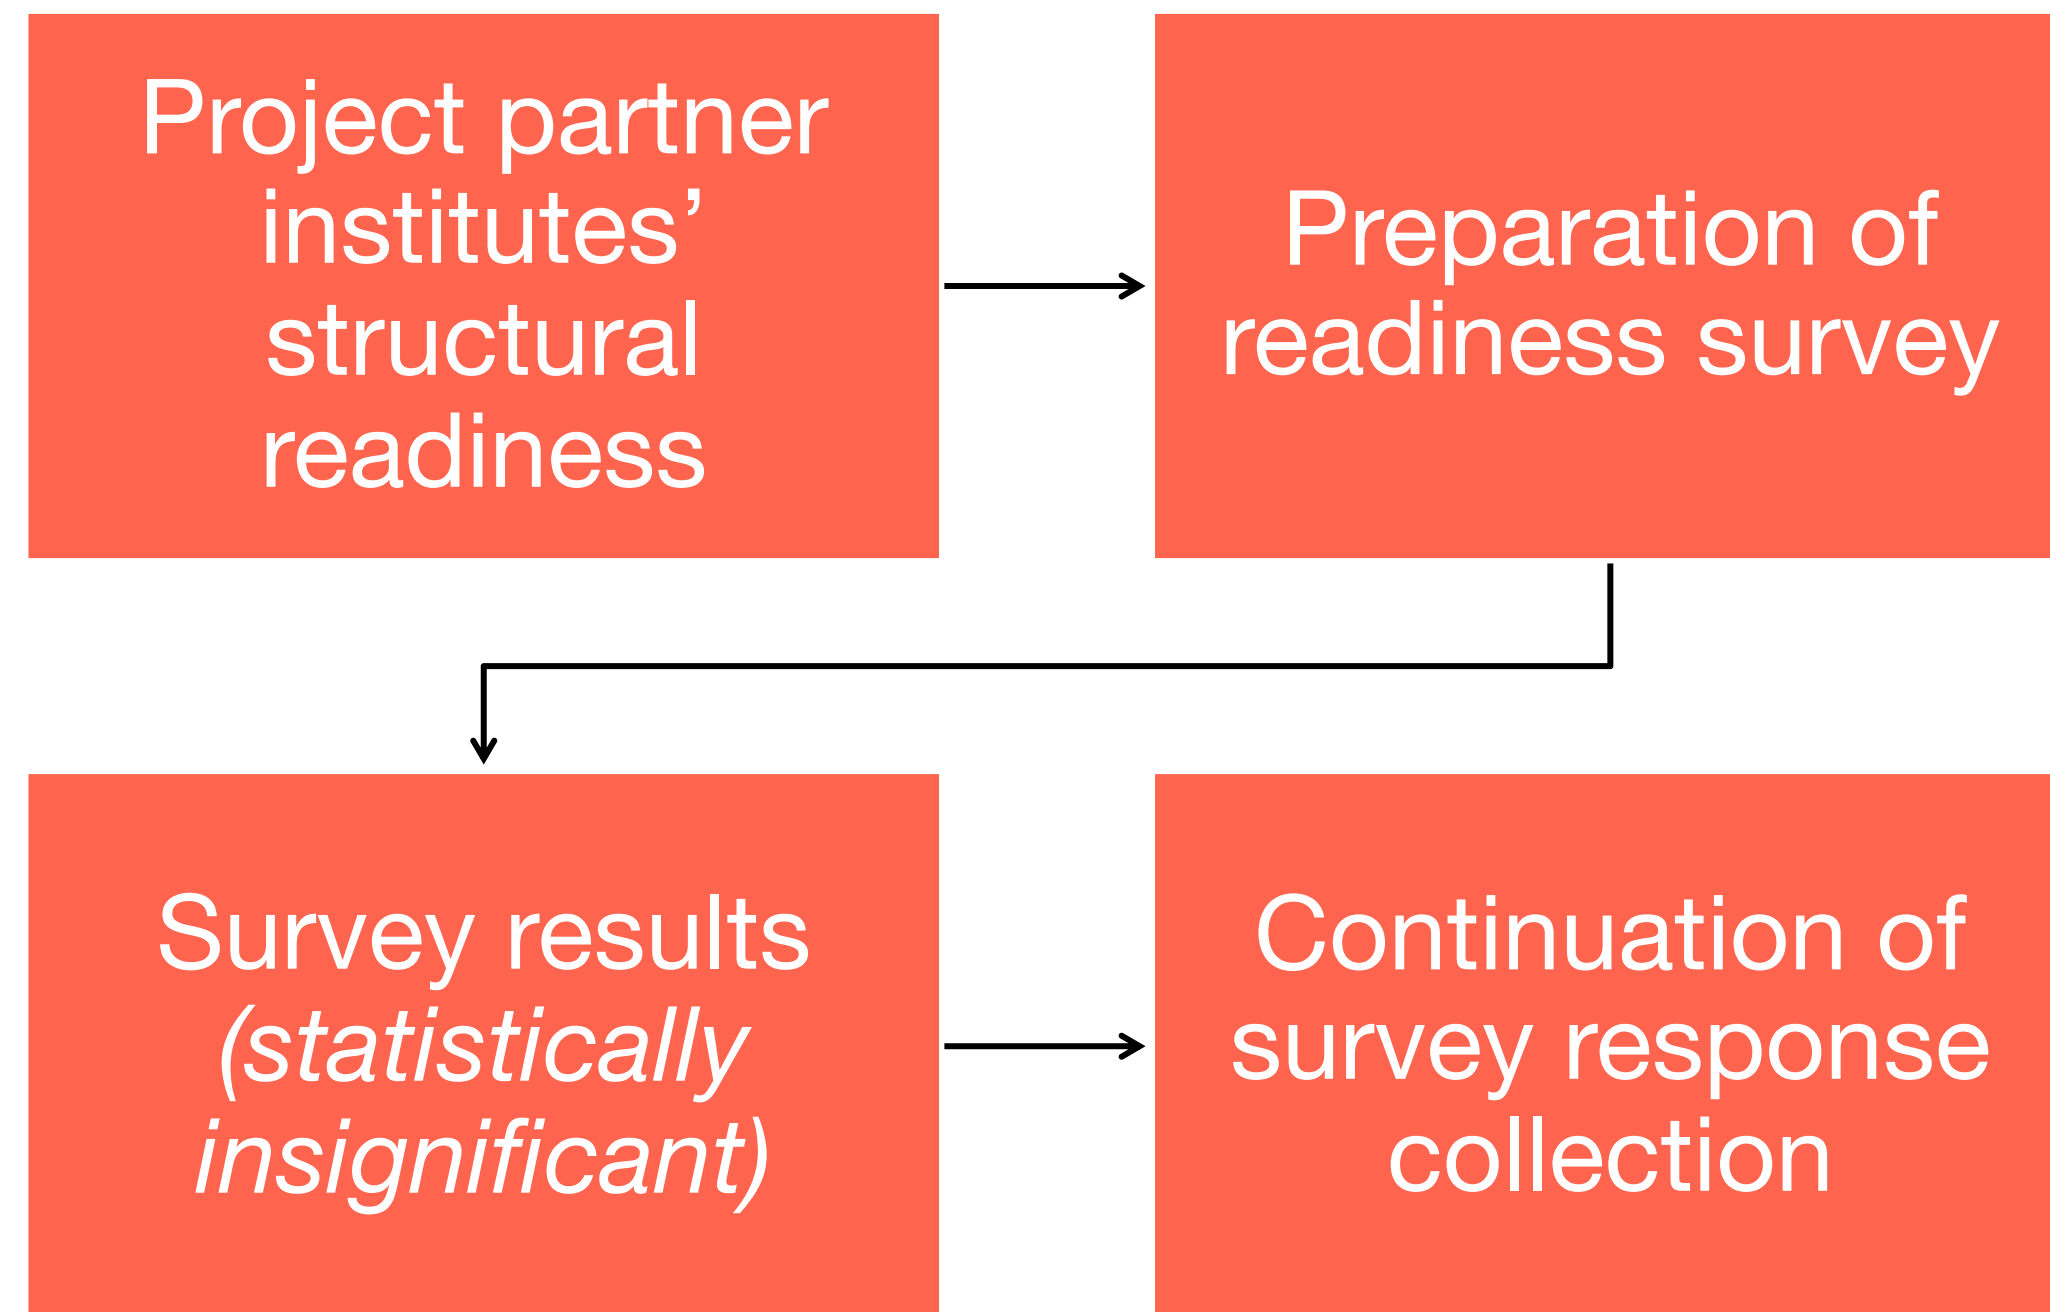 Project partner
institutes’
structural
readiness
Preparation of
readiness survey
Survey results
(statistically
insignificant)
Continuation of
survey response
collection